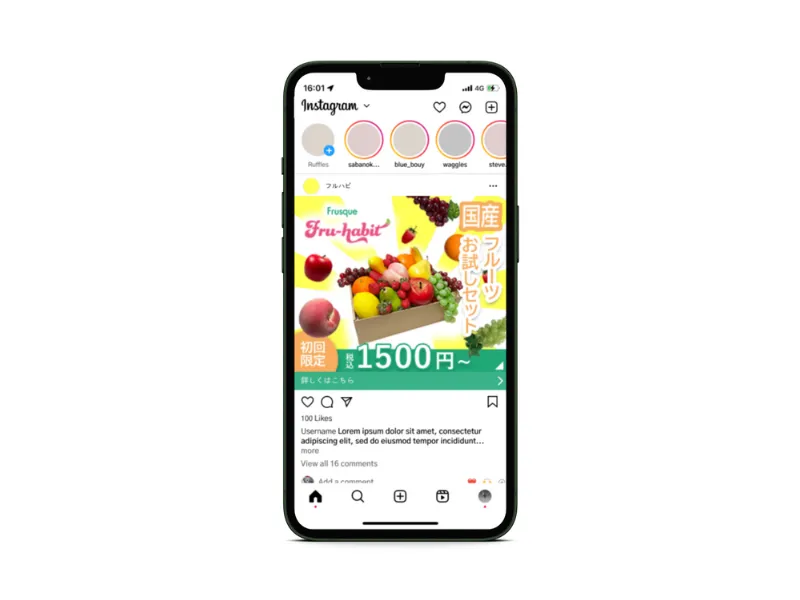 16:01
4G
Instagram
Ruffles
sabanok...
blue_bouy
waggles
steve.
フルハビ
Frusque
Fru-habit
国産
フルーツ
お試しセット
初回
限定
税込
1500円~
詳しくはこちら
100 Likes
Username Lorem ipsum dolor sit amet, consectetur
adipiscing elit, sed do eiusmod tempor incididunt...
more
View all 16 comments
Add a comment